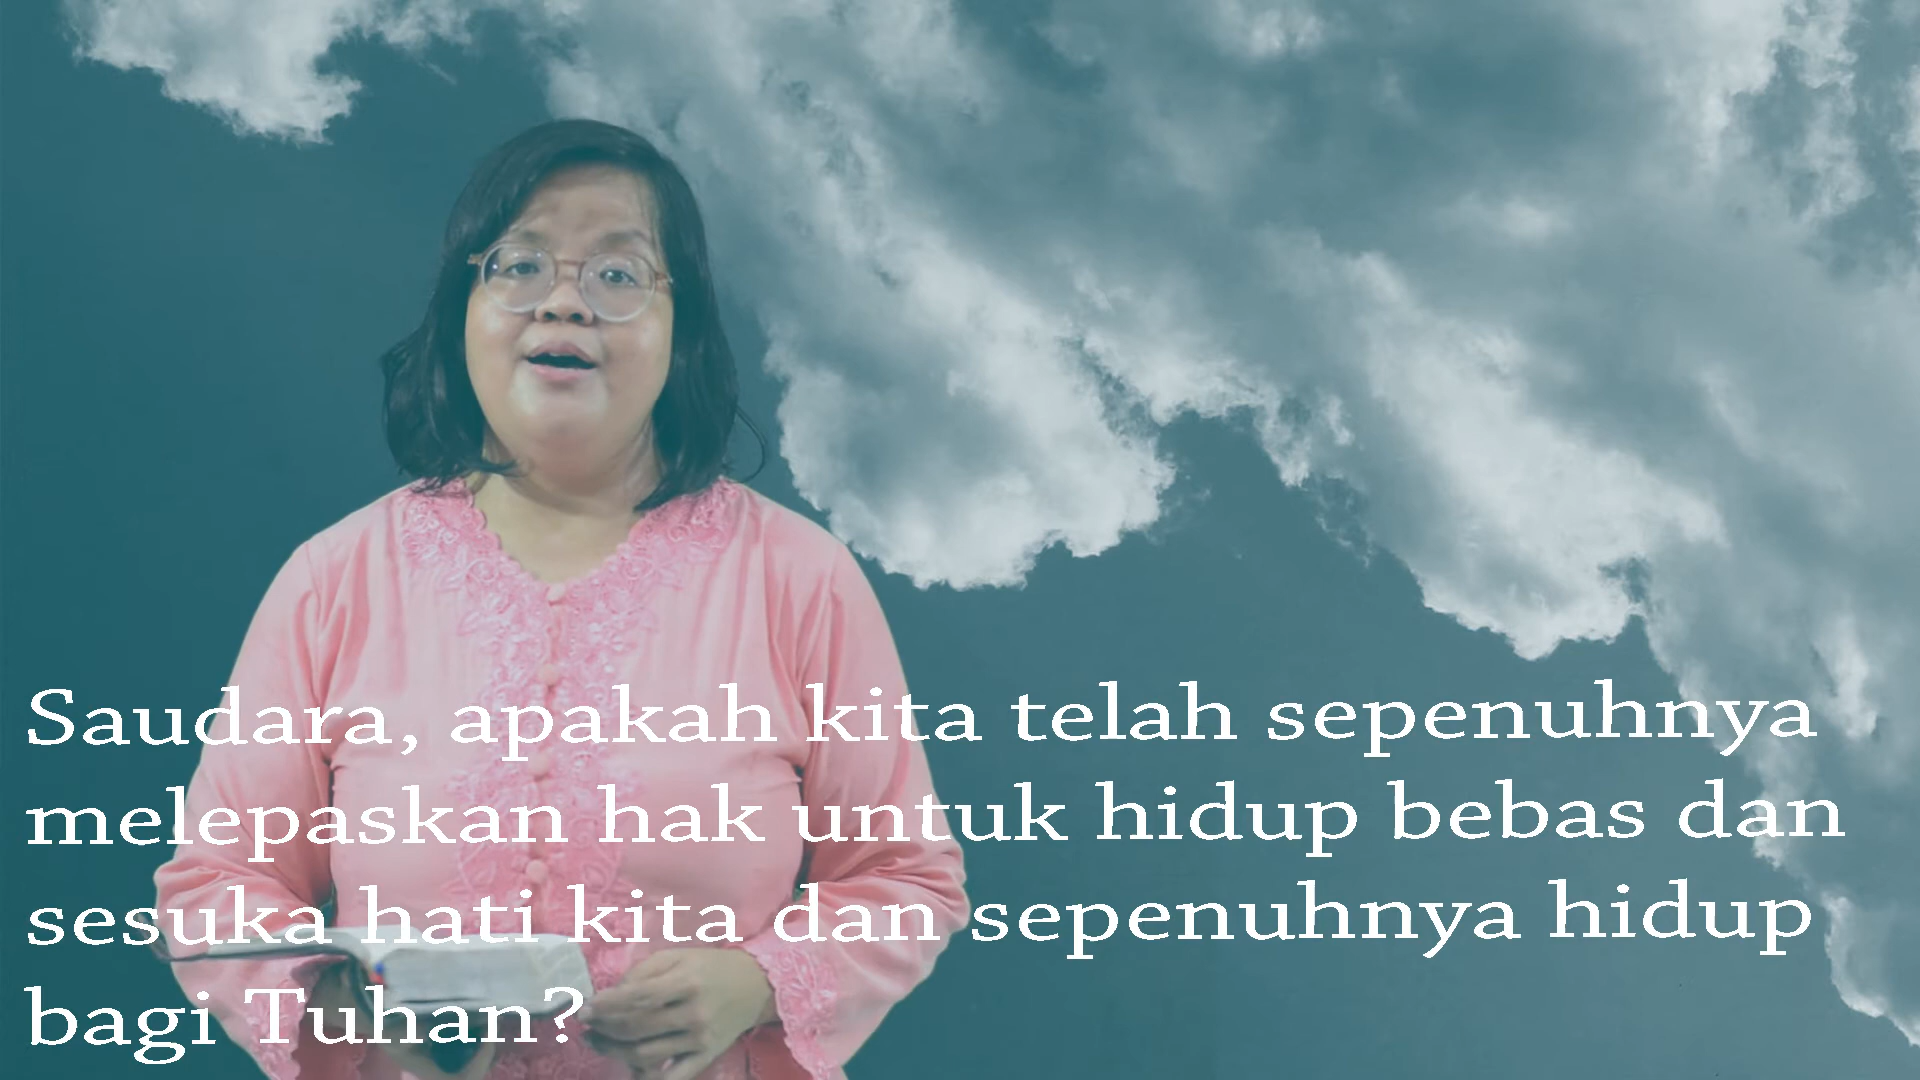 Saudara, apakah kita telah sepenuhnya
melepaskan hak untuk hidup bebas dan
sesuka hati kita dan sepenuhnya hidup
bagi Tuhan?